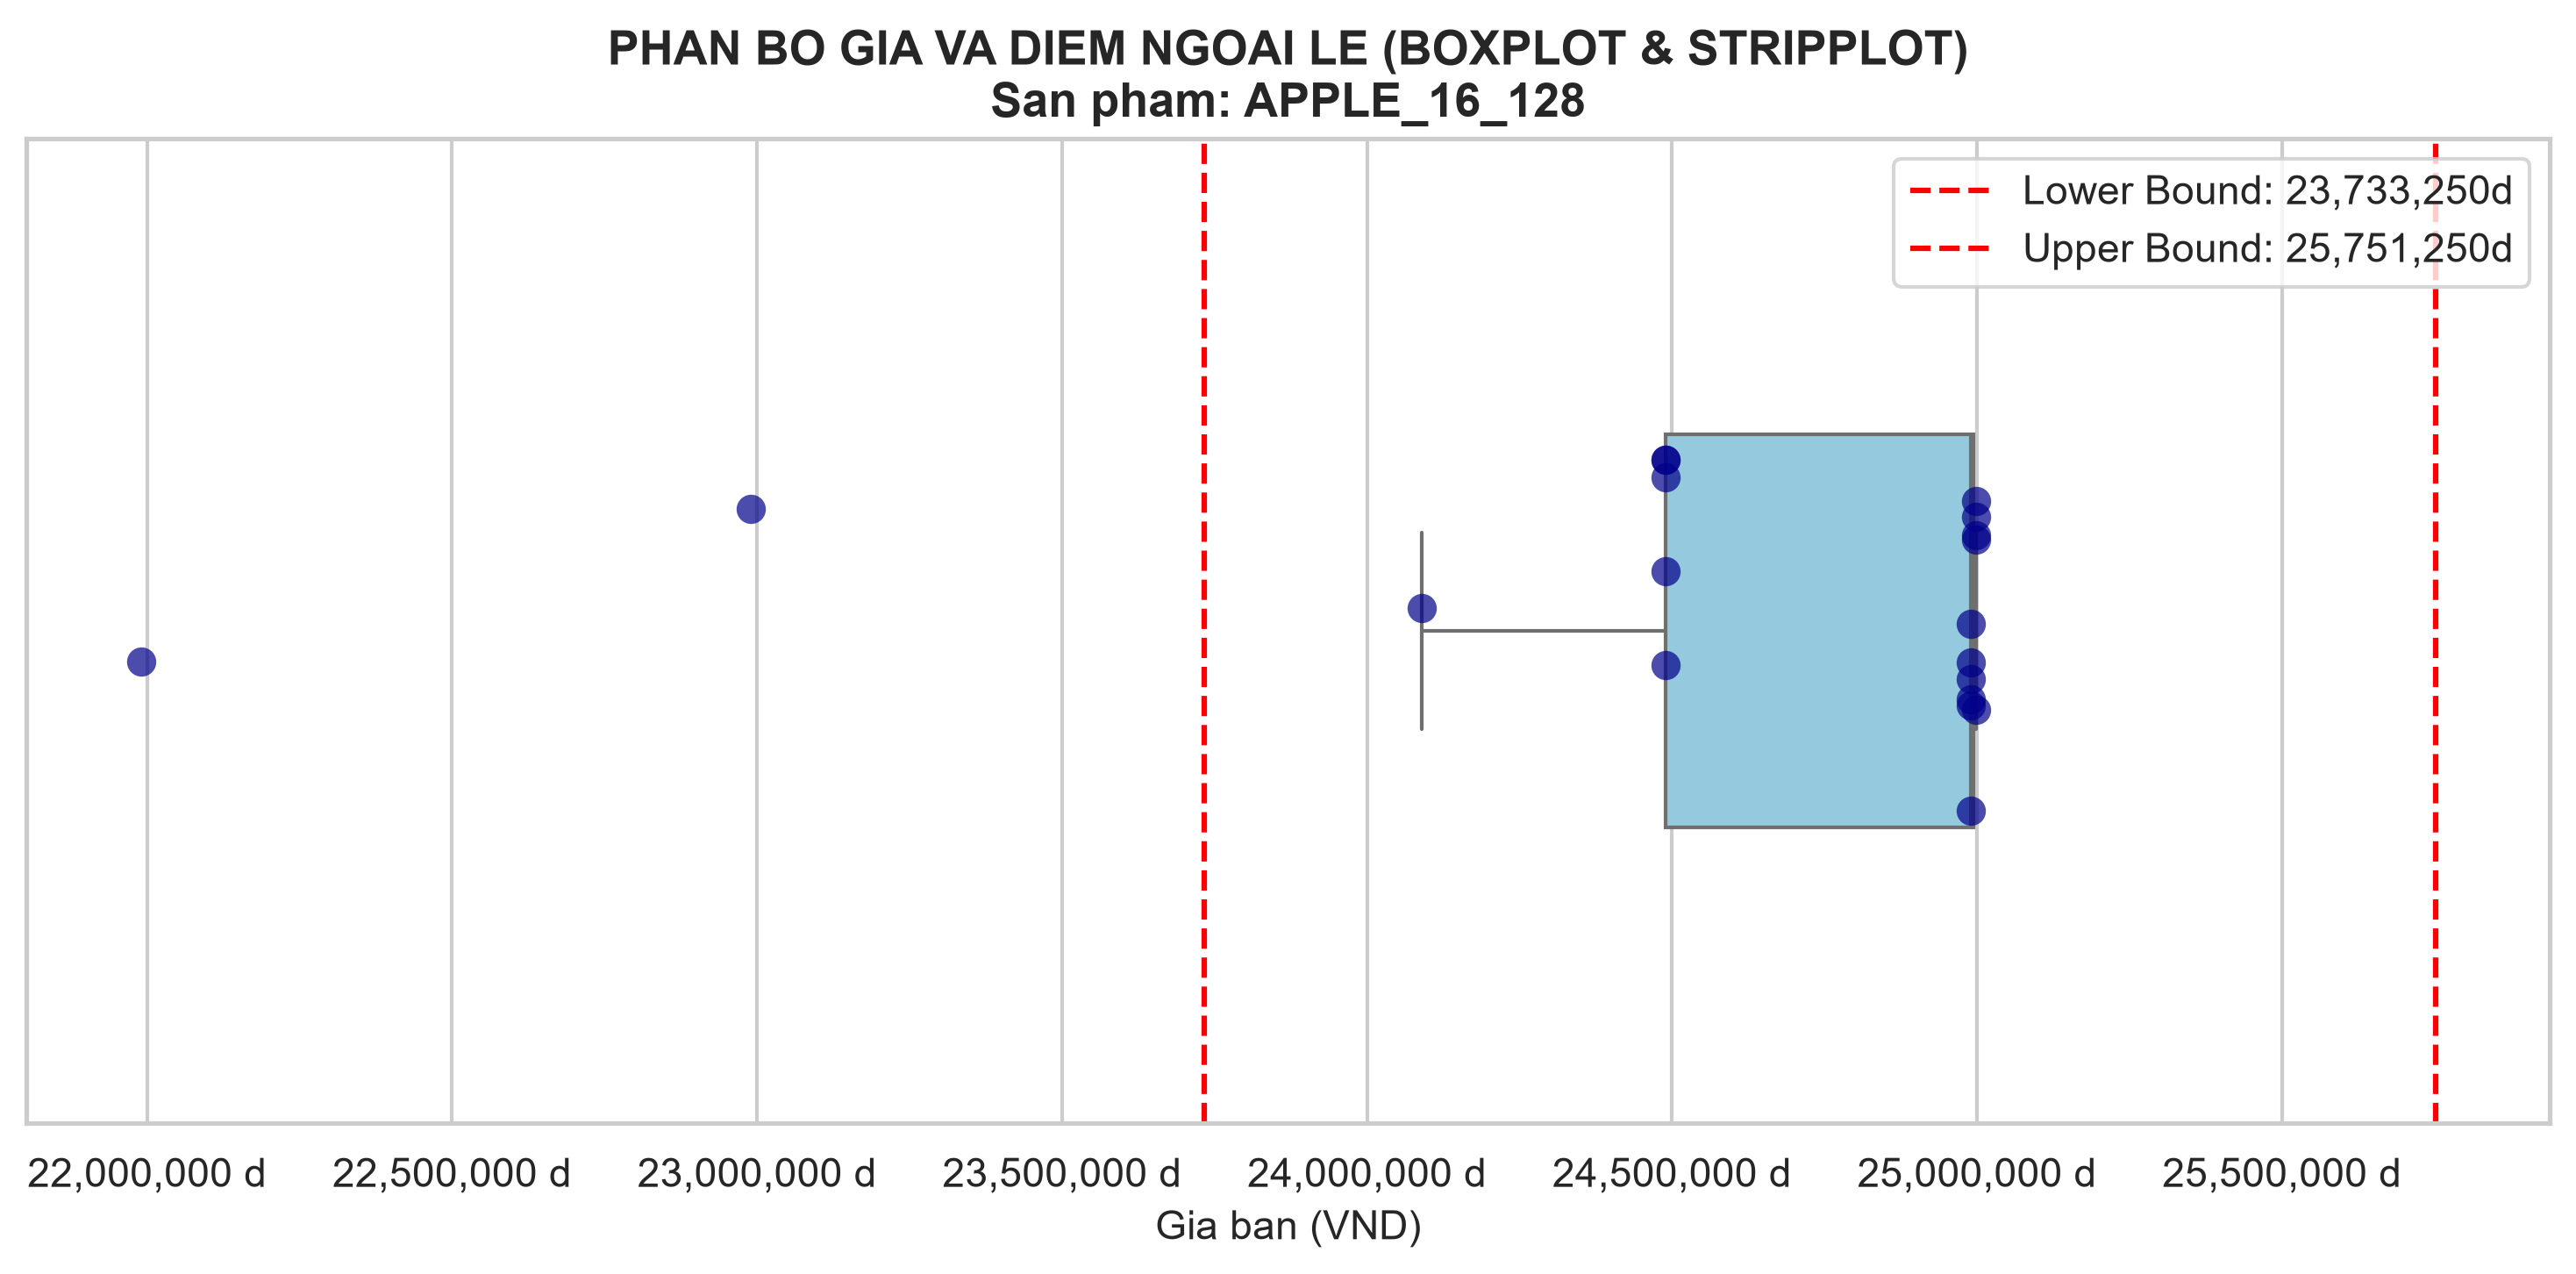 PHAN BO GIA VA DIEM NGOAI LE (BOXPLOT & STRIPPLOT)
San pham: APPLE_16_128
Lower Bound: 23,733,250d
Upper Bound: 25,751,250d
22,000,000 d 22,500,000 d 23,000,000 d 23,500,000 d 24,000,000 d 24,500,000 d 25,000,000 d 25,500,000 d
Gia ban (VND)